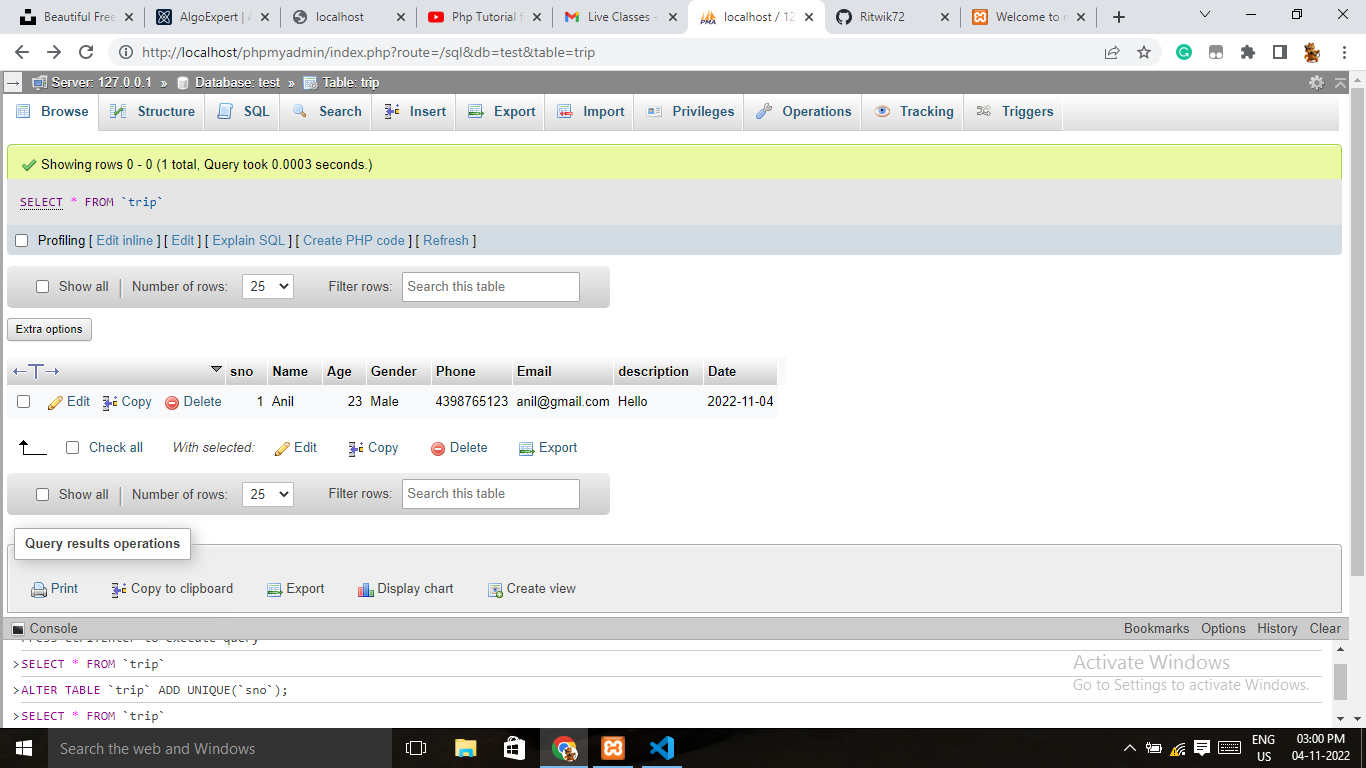 Beautiful Free AlgoExpert | A localhost Php Tutorial f Live Classes - localhost / 12 Ritwik72 Welcome to
http://localhost/phpmyadmin/index.php?route=/sql&db=test&table=trip
Server: 127.0.0.1 » Database: test » Table: trip
Browse Structure SQL Search Insert Export Import Privileges Operations Tracking Triggers
Showing rows 0 - 0 (1 total, Query took 0.0003 seconds.)
SELECT * FROM `trip`
Profiling [ Edit inline ] [ Edit ] [ Explain SQL ] [ Create PHP code ] [ Refresh ]
Show all | Number of rows: 25 Filter rows: Search this table
Extra options
←T→ sno Name Age Gender Phone Email description Date
Edit Copy Delete 1 Anil 23 Male 4398765123 anil@gmail.com Hello 2022-11-04
Check all With selected: Edit Copy Delete Export
Show all | Number of rows: 25 Filter rows: Search this table
Query results operations
Print Copy to clipboard Export Display chart Create view
Console Bookmarks Options History Clear
Press Ctrl+Enter to execute query
>SELECT * FROM `trip`
Activate Windows
Go to Settings to activate Windows.
>ALTER TABLE `trip` ADD UNIQUE(`sno`);
>SELECT * FROM `trip`
Search the web and Windows
ENG
US
03:00 PM
04-11-2022